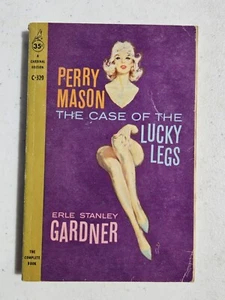 35¢
A
CARDINAL
EDITION
C-329
PERRY
MASON
THE CASE OF THE
LUCKY
LEGS
ERLE STANLEY
GARDNER
THE
COMPLETE
BOOK